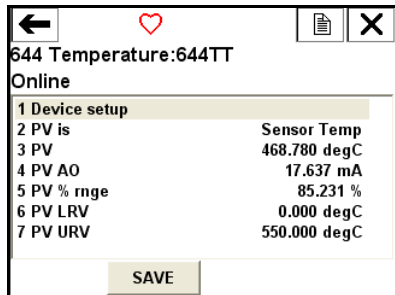 644 Temperature:644TT
Online
1 Device setup
2 PV is Sensor Temp
3 PV 468.780 degC
4 PV AO 17.637 mA
5 PV % rnge 85.231 %
6 PV LRV 0.000 degC
7 PV URV 550.000 degC
SAVE